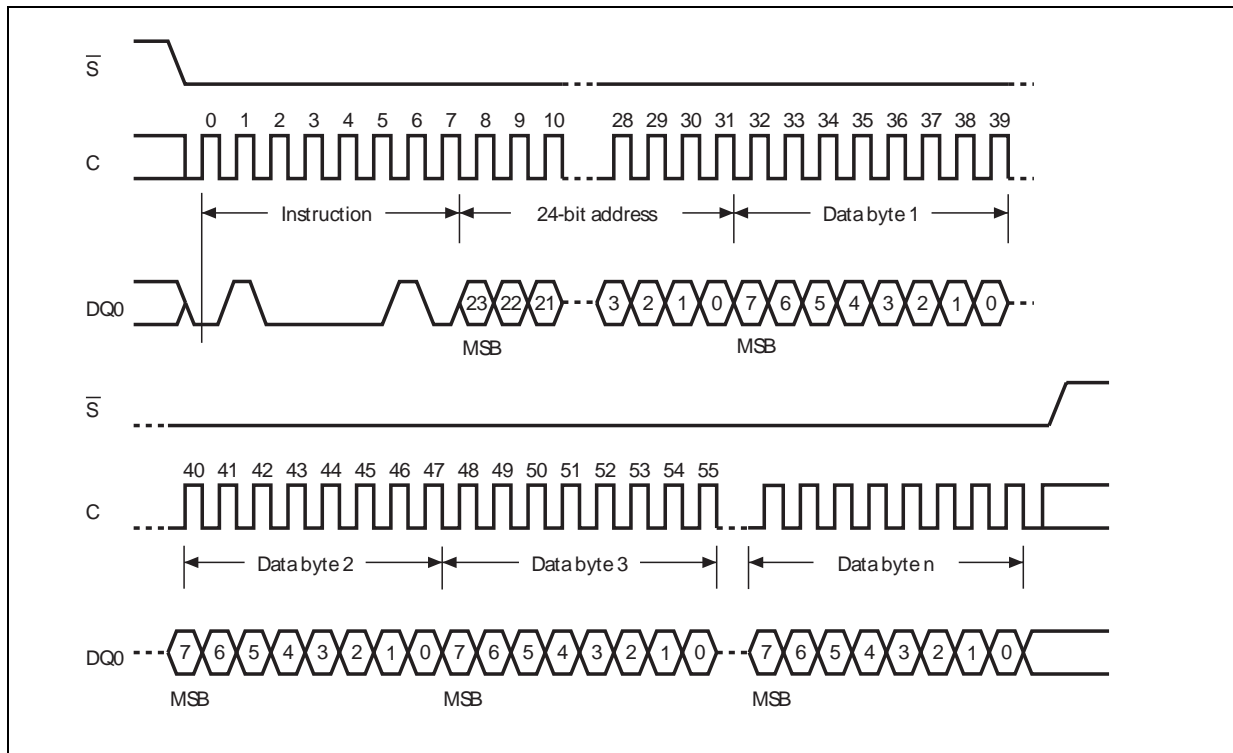 S
0 1 2 3 4 5 6 7 8 9 10 28 29 30 31 32 33 34 35 36 37 38 39
C
Instruction 24-bit address Data byte 1
DQ0 23 22 21 3 2 1 0 7 6 5 4 3 2 1 0
MSB MSB
S
40 41 42 43 44 45 46 47 48 49 50 51 52 53 54 55
C
Data byte 2 Data byte 3 Data byte n
DQ0 7 6 5 4 3 2 1 0 7 6 5 4 3 2 1 0 7 6 5 4 3 2 1 0
MSB MSB MSB